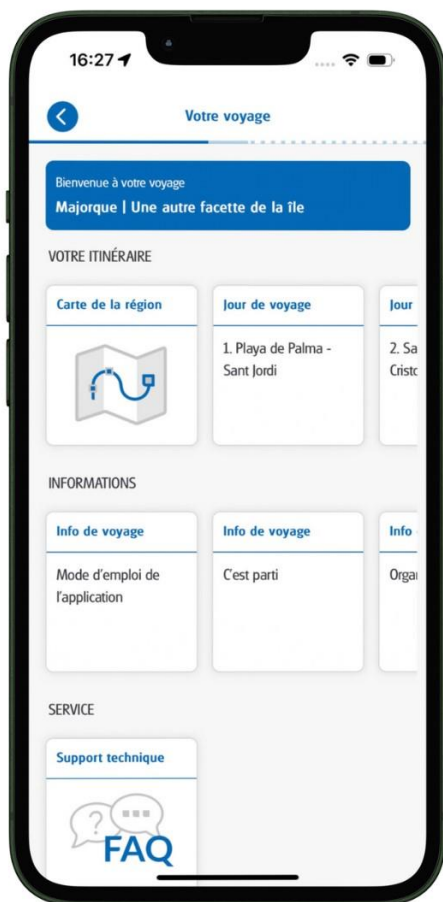 16:27
Votre voyage
Bienvenue à votre voyage
Majorque | Une autre facette de la île
VOTRE ITINÉRAIRE
Carte de la région
Jour de voyage
Jour
1. Playa de Palma -
Sant Jordi
2. Sa
Cristo
INFORMATIONS
Info de voyage
Info de voyage
Info
Mode d'emploi de
l'application
C'est parti
Orga
SERVICE
Support technique
FAQ